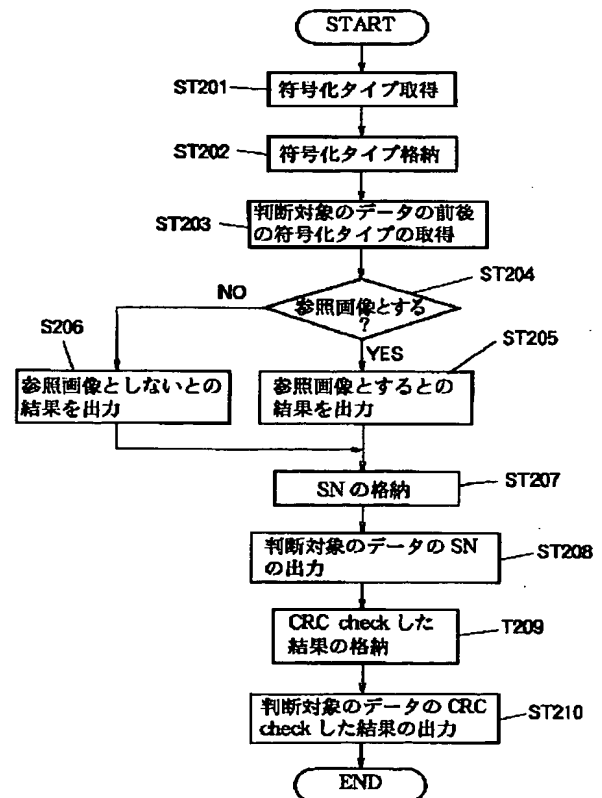 START
ST201
符号化タイプ取得
ST202
符号化タイプ格納
ST203
判断対象のデータの前後
の符号化タイプの取得
ST204
参照画像とする
?
NO
YES
S206
ST205
参照画像としないとの
結果を出力
参照画像とするとの
結果を出力
SN の格納
ST207
判断対象のデータの SN
の出力
ST208
CRC check した
結果の格納
T209
判断対象のデータの CRC
check した結果の出力
ST210
END